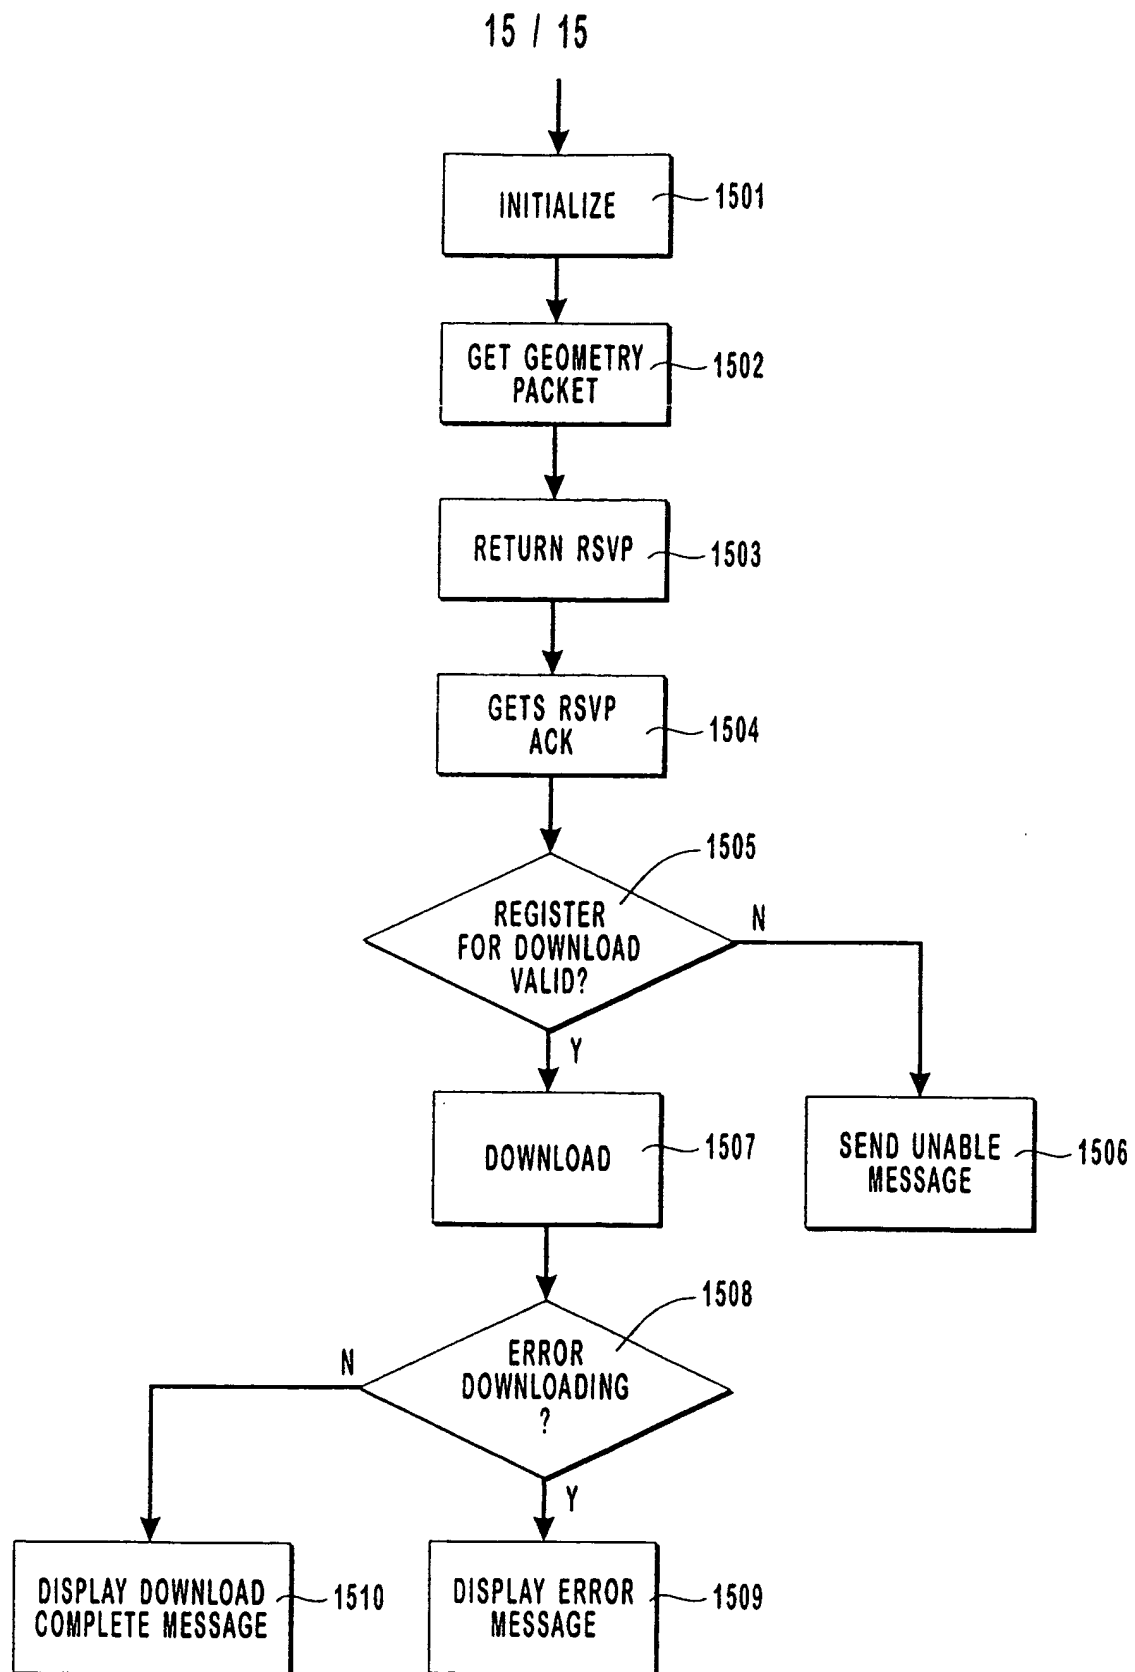 15 / 15
INITIALIZE
1501
GET GEOMETRY
PACKET
1502
RETURN RSVP
1503
GETS RSVP
ACK
1504
1505
REGISTER
FOR DOWNLOAD
VALID?
N
Y
DOWNLOAD
1507
SEND UNABLE
MESSAGE
1506
1508
ERROR
DOWNLOADING
?
N
Y
DISPLAY DOWNLOAD
COMPLETE MESSAGE
1510
DISPLAY ERROR
MESSAGE
1509